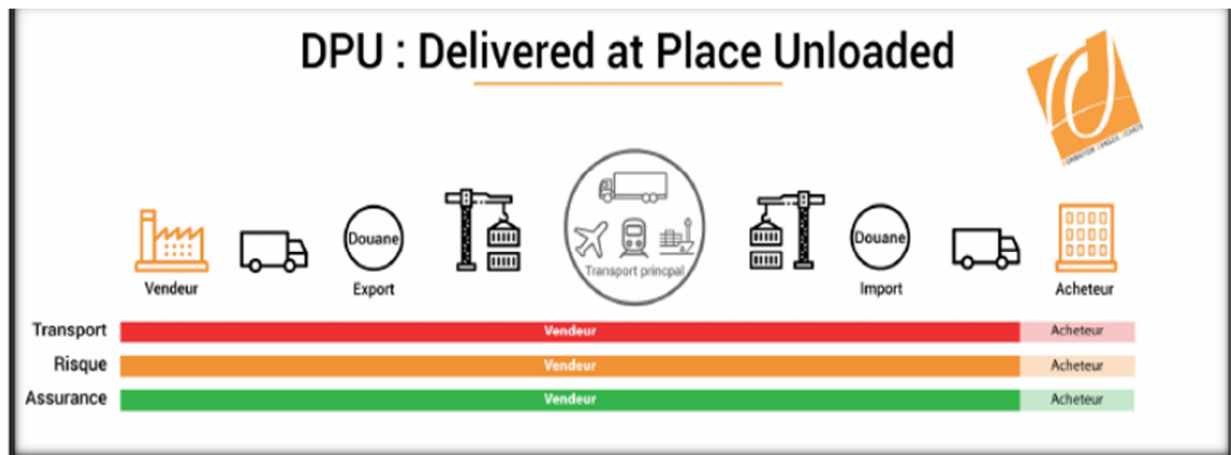 DPU : Delivered at Place Unloaded
Douane
Douane
Transport princpal
Vendeur
Export
Import
Acheteur
Transport
Vendeur
Acheteur
Risque
Vendeur
Acheteur
Assurance
Vendeur
Acheteur